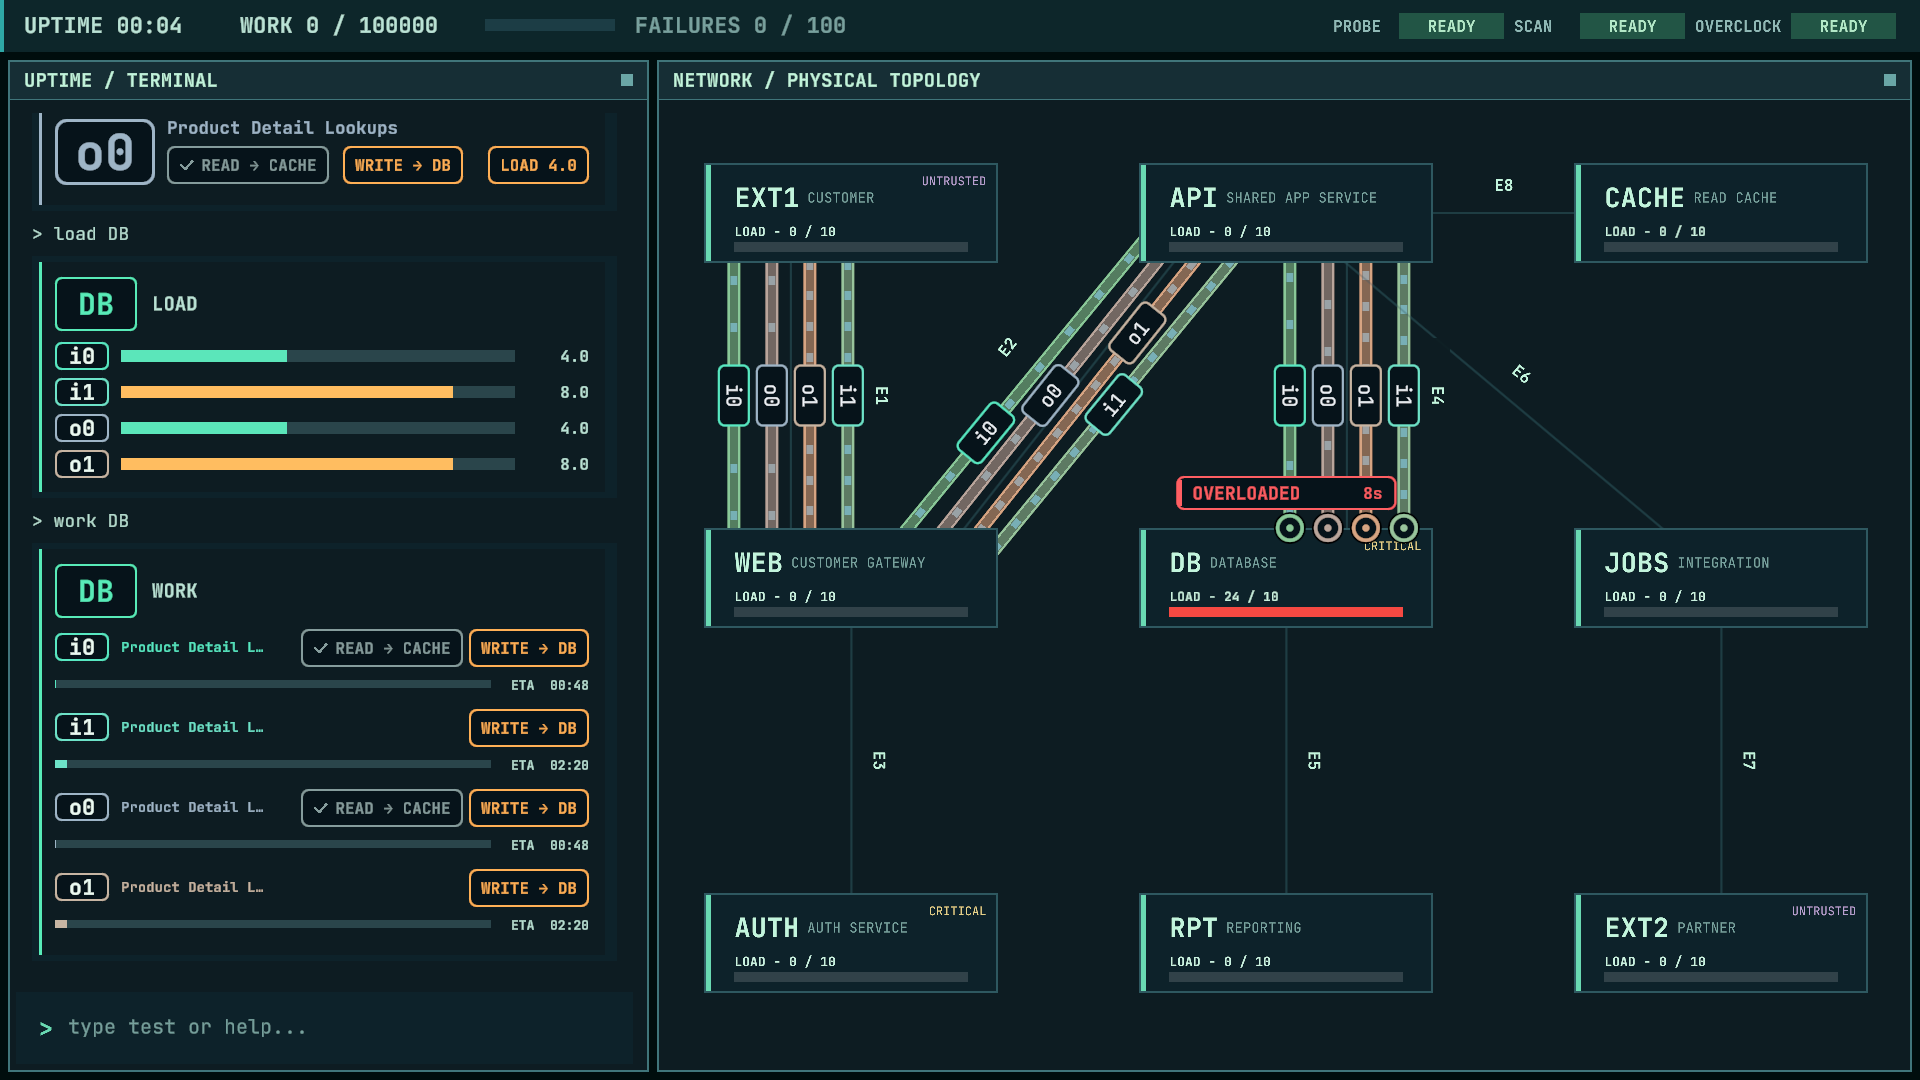 UPTIME 00:04 WORK 0 / 100000 FAILURES 0 / 100 PROBE READY SCAN READY OVERCLOCK READY
UPTIME / TERMINAL
o0 Product Detail Lookups
✓ READ → CACHE WRITE → DB LOAD 4.0
> load DB
DB LOAD
i0 4.0
i1 8.0
o0 4.0
o1 8.0
> work DB
DB WORK
i0 Product Detail L… ✓ READ → CACHE WRITE → DB
ETA 00:48
i1 Product Detail L… WRITE → DB
ETA 02:20
o0 Product Detail L… ✓ READ → CACHE WRITE → DB
ETA 00:48
o1 Product Detail L… WRITE → DB
ETA 02:20
> type test or help...
NETWORK / PHYSICAL TOPOLOGY
UNTRUSTED
EXT1 CUSTOMER
LOAD - 0 / 10
API SHARED APP SERVICE
LOAD - 0 / 10
E8
CACHE READ CACHE
LOAD - 0 / 10
i0 o0 o1 i1 E1
E2 i0 o0 o1 i1
i0 o0 o1 i1 E4
E6
OVERLOADED 8s
WEB CUSTOMER GATEWAY
LOAD - 0 / 10
CRITICAL
DB DATABASE
LOAD - 24 / 10
JOBS INTEGRATION
LOAD - 0 / 10
E3
E5
E7
CRITICAL
AUTH AUTH SERVICE
LOAD - 0 / 10
RPT REPORTING
LOAD - 0 / 10
UNTRUSTED
EXT2 PARTNER
LOAD - 0 / 10